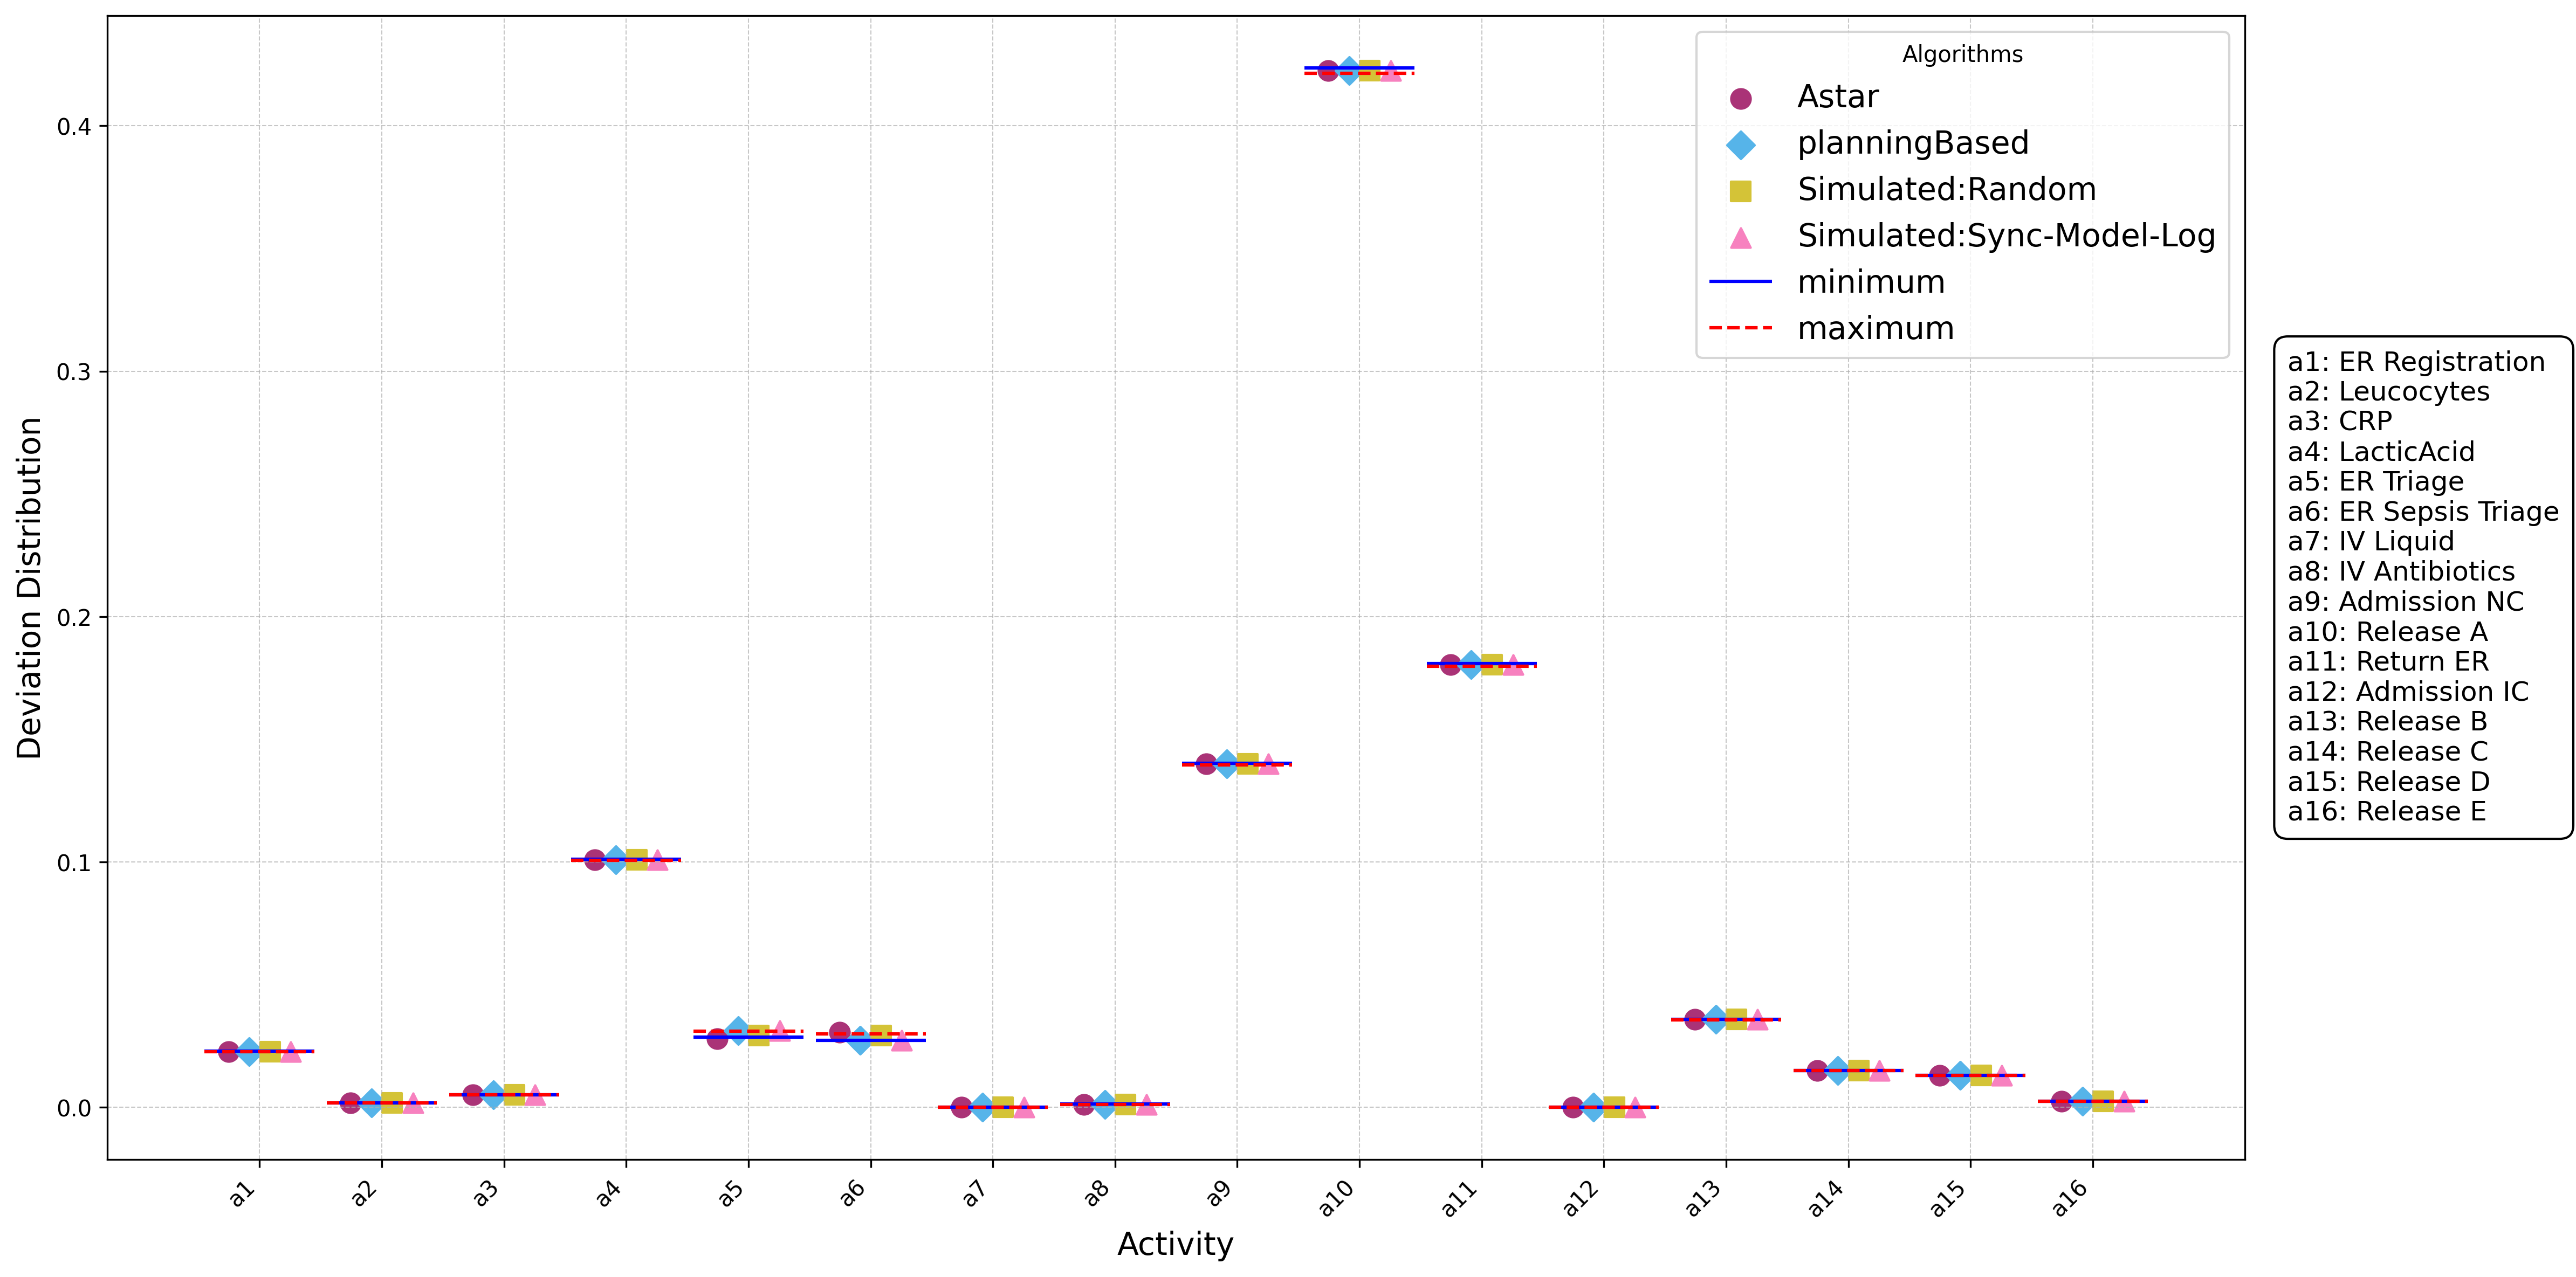 Algorithms
Astar
planningBased
Simulated:Random
Simulated:Sync-Model-Log
minimum
maximum
Deviation Distribution
0.4
0.3
0.2
0.1
0.0
a1
a2
a3
a4
a5
a6
a7
a8
a9
a10
a11
a12
a13
a14
a15
a16
Activity
a1: ER Registration
a2: Leucocytes
a3: CRP
a4: LacticAcid
a5: ER Triage
a6: ER Sepsis Triage
a7: IV Liquid
a8: IV Antibiotics
a9: Admission NC
a10: Release A
a11: Return ER
a12: Admission IC
a13: Release B
a14: Release C
a15: Release D
a16: Release E